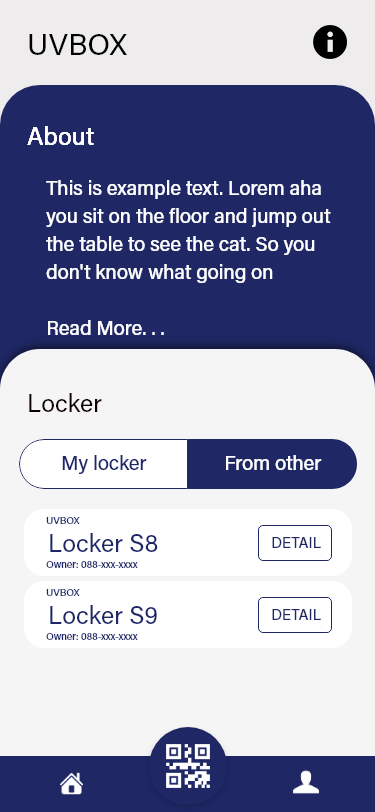 UVBOX
About
This is example text. Lorem aha
you sit on the floor and jump out
the table to see the cat. So you
don't know what going on
Read More. . .
Locker
My locker
From other
UVBOX
Locker S8
Owner: 088-xxx-xxxx
DETAIL
UVBOX
Locker S9
Owner: 088-xxx-xxxx
DETAIL